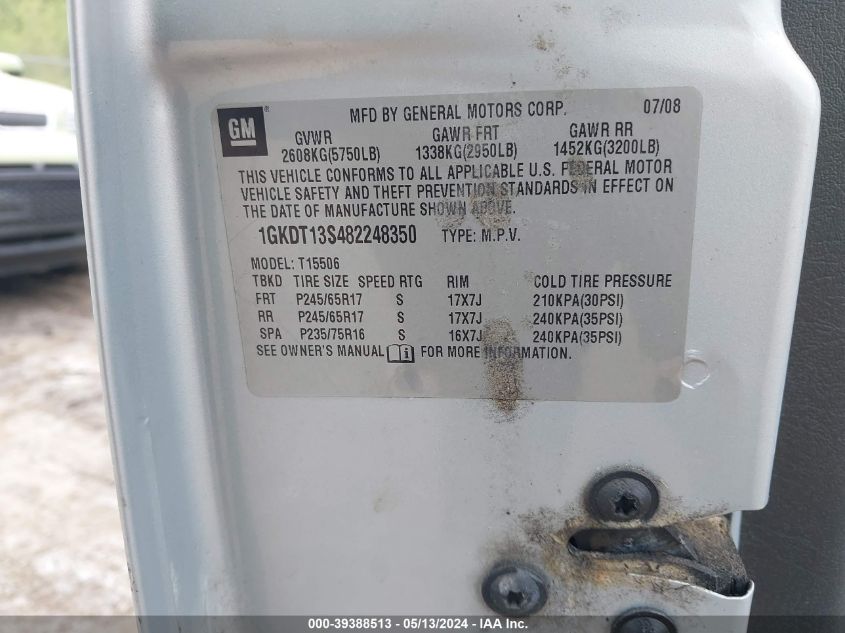 MFD BY GENERAL MOTORS CORP. 07/08
GM®
GVWR GAWR FRT GAWR RR
2608KG(5750LB) 1338KG(2950LB) 1452KG(3200LB)
THIS VEHICLE CONFORMS TO ALL APPLICABLE U.S. FEDERAL MOTOR
VEHICLE SAFETY AND THEFT PREVENTION STANDARDS IN EFFECT ON
THE DATE OF MANUFACTURE SHOWN ABOVE.
1GKDT13S482248350 TYPE: M.P.V.
MODEL: T15506
TBKD TIRE SIZE SPEED RTG RIM COLD TIRE PRESSURE
FRT P245/65R17 S 17X7J 210KPA(30PSI)
RR P245/65R17 S 17X7J 240KPA(35PSI)
SPA P235/75R16 S 16X7J 240KPA(35PSI)
SEE OWNER'S MANUAL i FOR MORE INFORMATION.
000-39388513 - 05/13/2024 - IAA Inc.